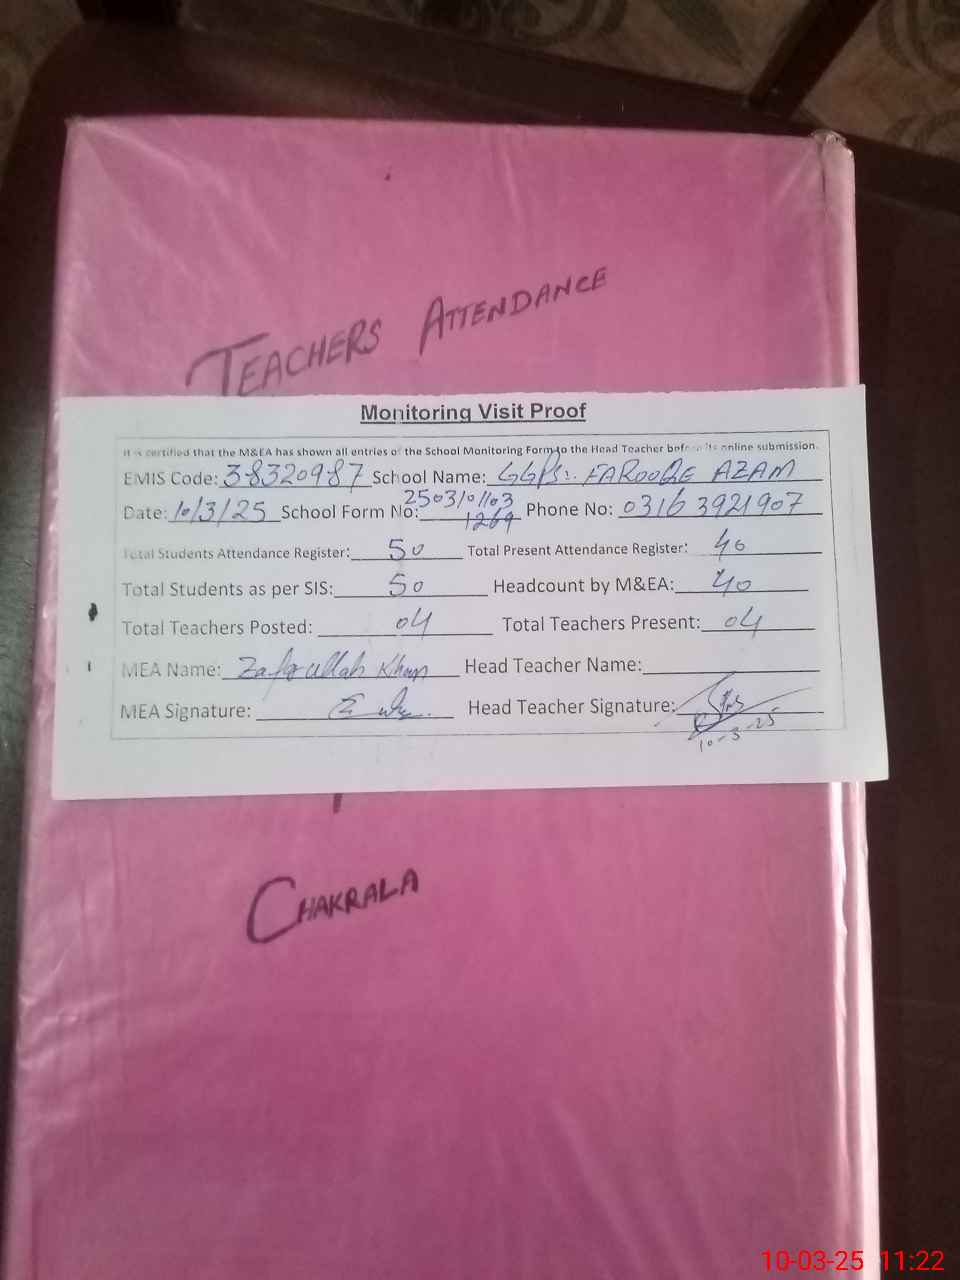 TEACHERS ATTENDANCE
Monitoring Visit Proof
It is certified that the M&EA has shown all entries of the School Monitoring Form to the Head Teacher before its online submission.
EMIS Code: 38320987 School Name: GGPS: FAROOQE AZAM
Date: 10/3/25 School Form No: 2503101103 1269 Phone No: 0316 3921907
Total Students Attendance Register: 50 Total Present Attendance Register: 40
Total Students as per SIS: 50 Headcount by M&EA: 40
Total Teachers Posted: 04 Total Teachers Present: 04
MEA Name: Zafarullah Khan Head Teacher Name:
MEA Signature: Head Teacher Signature:
10-3-25
CHAKRALA
10-03-25 11:22